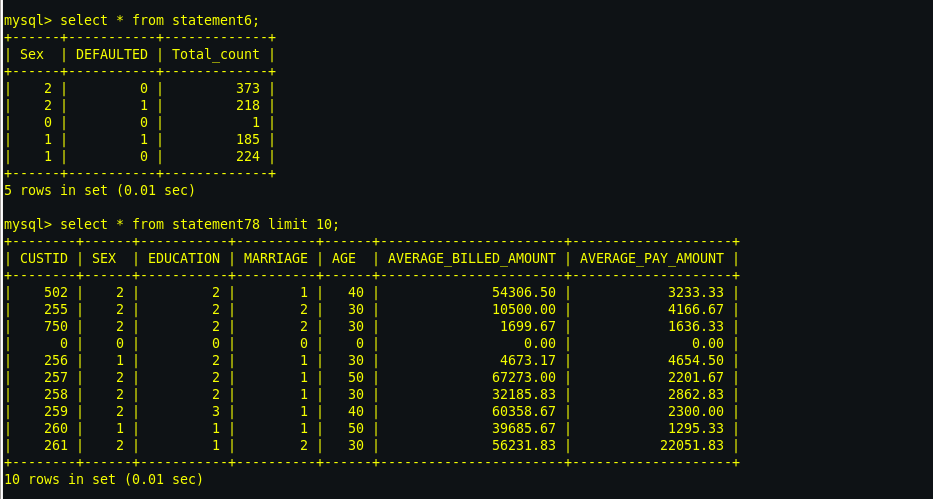 mysql> select * from statement6;
+------+-----------+-------------+
| Sex  | DEFAULTED | Total_count |
+------+-----------+-------------+
|    2 |         0 |         373 |
|    2 |         1 |         218 |
|    0 |         0 |           1 |
|    1 |         1 |         185 |
|    1 |         0 |         224 |
+------+-----------+-------------+
5 rows in set (0.01 sec)

mysql> select * from statement78 limit 10;
+--------+------+-----------+----------+------+-----------------------+--------------------+
| CUSTID | SEX  | EDUCATION | MARRIAGE | AGE  | AVERAGE_BILLED_AMOUNT | AVERAGE_PAY_AMOUNT |
+--------+------+-----------+----------+------+-----------------------+--------------------+
|    502 |    2 |         2 |        1 |   40 |              54306.50 |            3233.33 |
|    255 |    2 |         2 |        2 |   30 |              10500.00 |            4166.67 |
|    750 |    2 |         2 |        2 |   30 |               1699.67 |            1636.33 |
|      0 |    0 |         0 |        0 |    0 |                  0.00 |               0.00 |
|    256 |    1 |         2 |        1 |   30 |               4673.17 |            4654.50 |
|    257 |    2 |         2 |        1 |   50 |              67273.00 |            2201.67 |
|    258 |    2 |         2 |        1 |   30 |              32185.83 |            2862.83 |
|    259 |    2 |         3 |        1 |   40 |              60358.67 |            2300.00 |
|    260 |    1 |         1 |        1 |   50 |              39685.67 |            1295.33 |
|    261 |    2 |         1 |        2 |   30 |              56231.83 |           22051.83 |
+--------+------+-----------+----------+------+-----------------------+--------------------+
10 rows in set (0.01 sec)